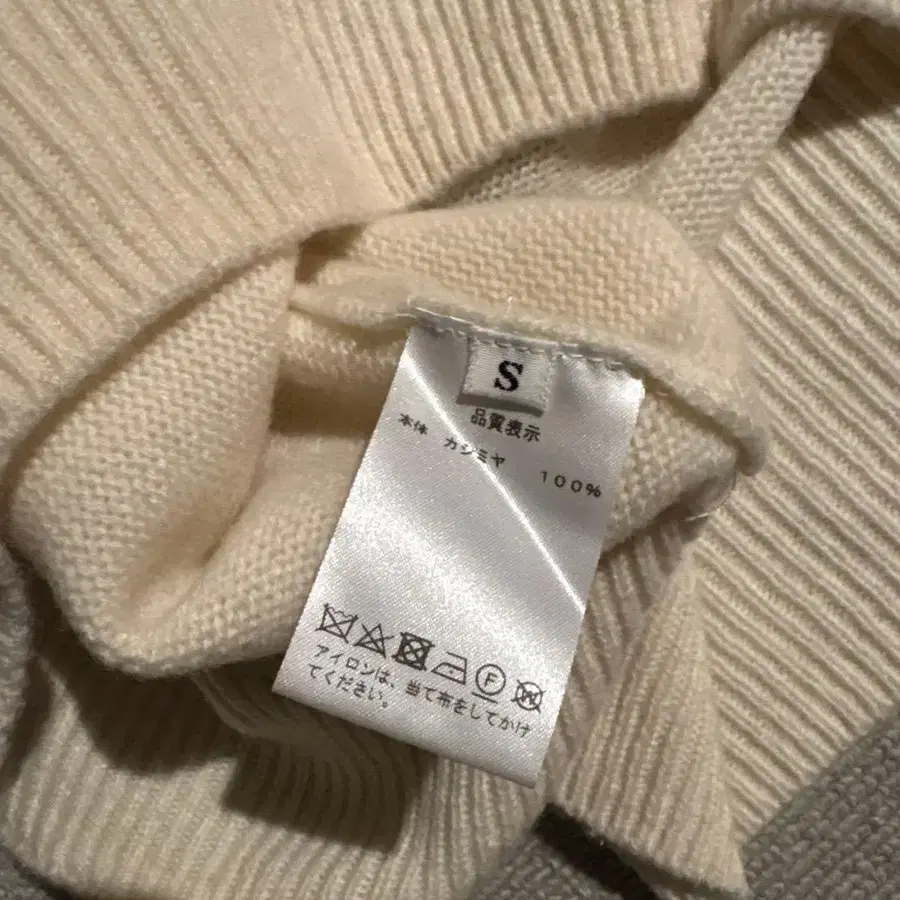 S
品質表示
本体 カシミヤ 100%
F
W
アイロンは、当て布をしてかけ
てください。